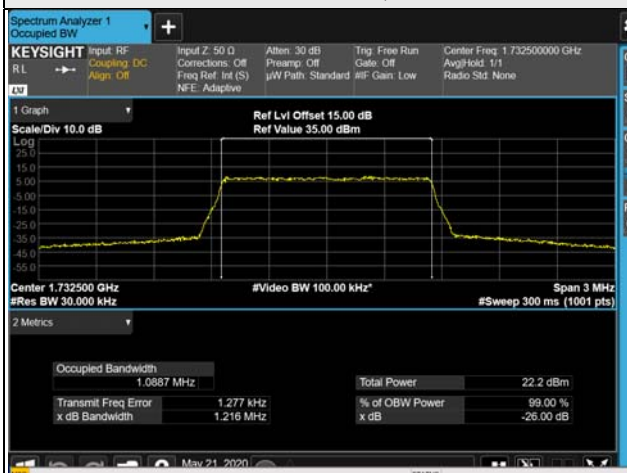 Spectrum Analyzer 1
Occupied BW
+
KEYSIGHT
RL
LXI
Input: RF
Coupling: DC
Align: Off
Input Z: 50 Ω
Corrections: Off
Freq Ref: Int (S)
NFE: Adaptive
Atten: 30 dB
Preamp: Off
µW Path: Standard
Trig: Free Run
Gate: Off
#IF Gain: Low
Center Freq: 1.732500000 GHz
Avg|Hold: 1/1
Radio Std: None
1 Graph
Scale/Div 10.0 dB
Ref Lvl Offset 15.00 dB
Ref Value 35.00 dBm
Log
25.0
15.0
5.00
-5.00
-15.0
-25.0
-35.0
-45.0
-55.0
Center 1.732500 GHz
#Video BW 100.00 kHz*
Span 3 MHz
#Res BW 30.000 kHz
#Sweep 300 ms (1001 pts)
2 Metrics
Occupied Bandwidth
1.0887 MHz
Total Power 22.2 dBm
Transmit Freq Error 1.277 kHz
% of OBW Power 99.00 %
x dB Bandwidth 1.216 MHz
x dB -26.00 dB
May 21, 2020